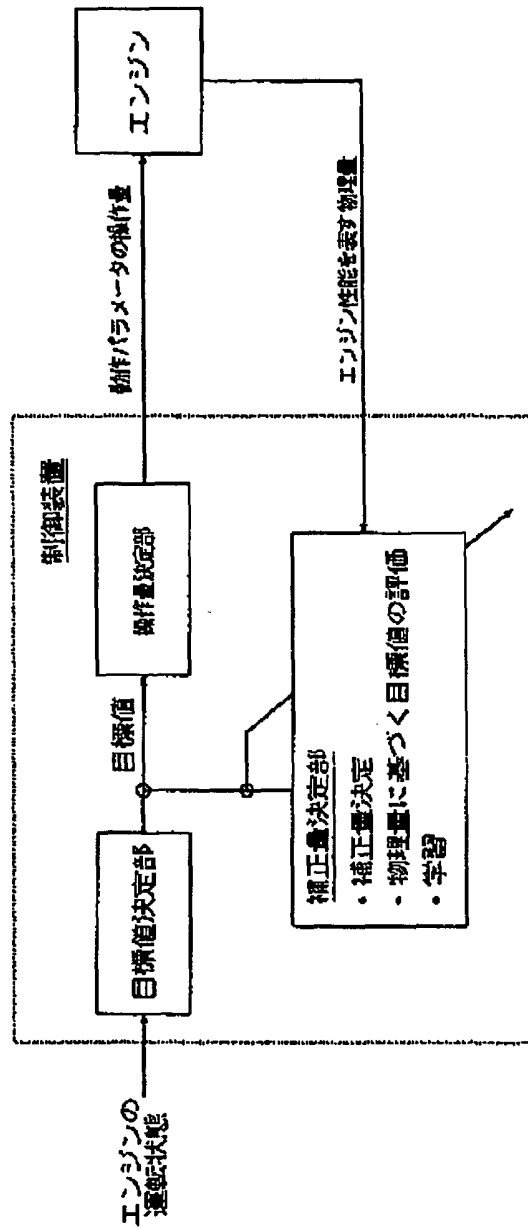 制御装置
エンジンの
運転状態
目標値決定部
目標値
操作量決定部
動作パラメータの操作量
エンジン
エンジン性能を表す物理量
補正量決定部
・補正量決定
・物理量に基づく目標値の評価
・学習